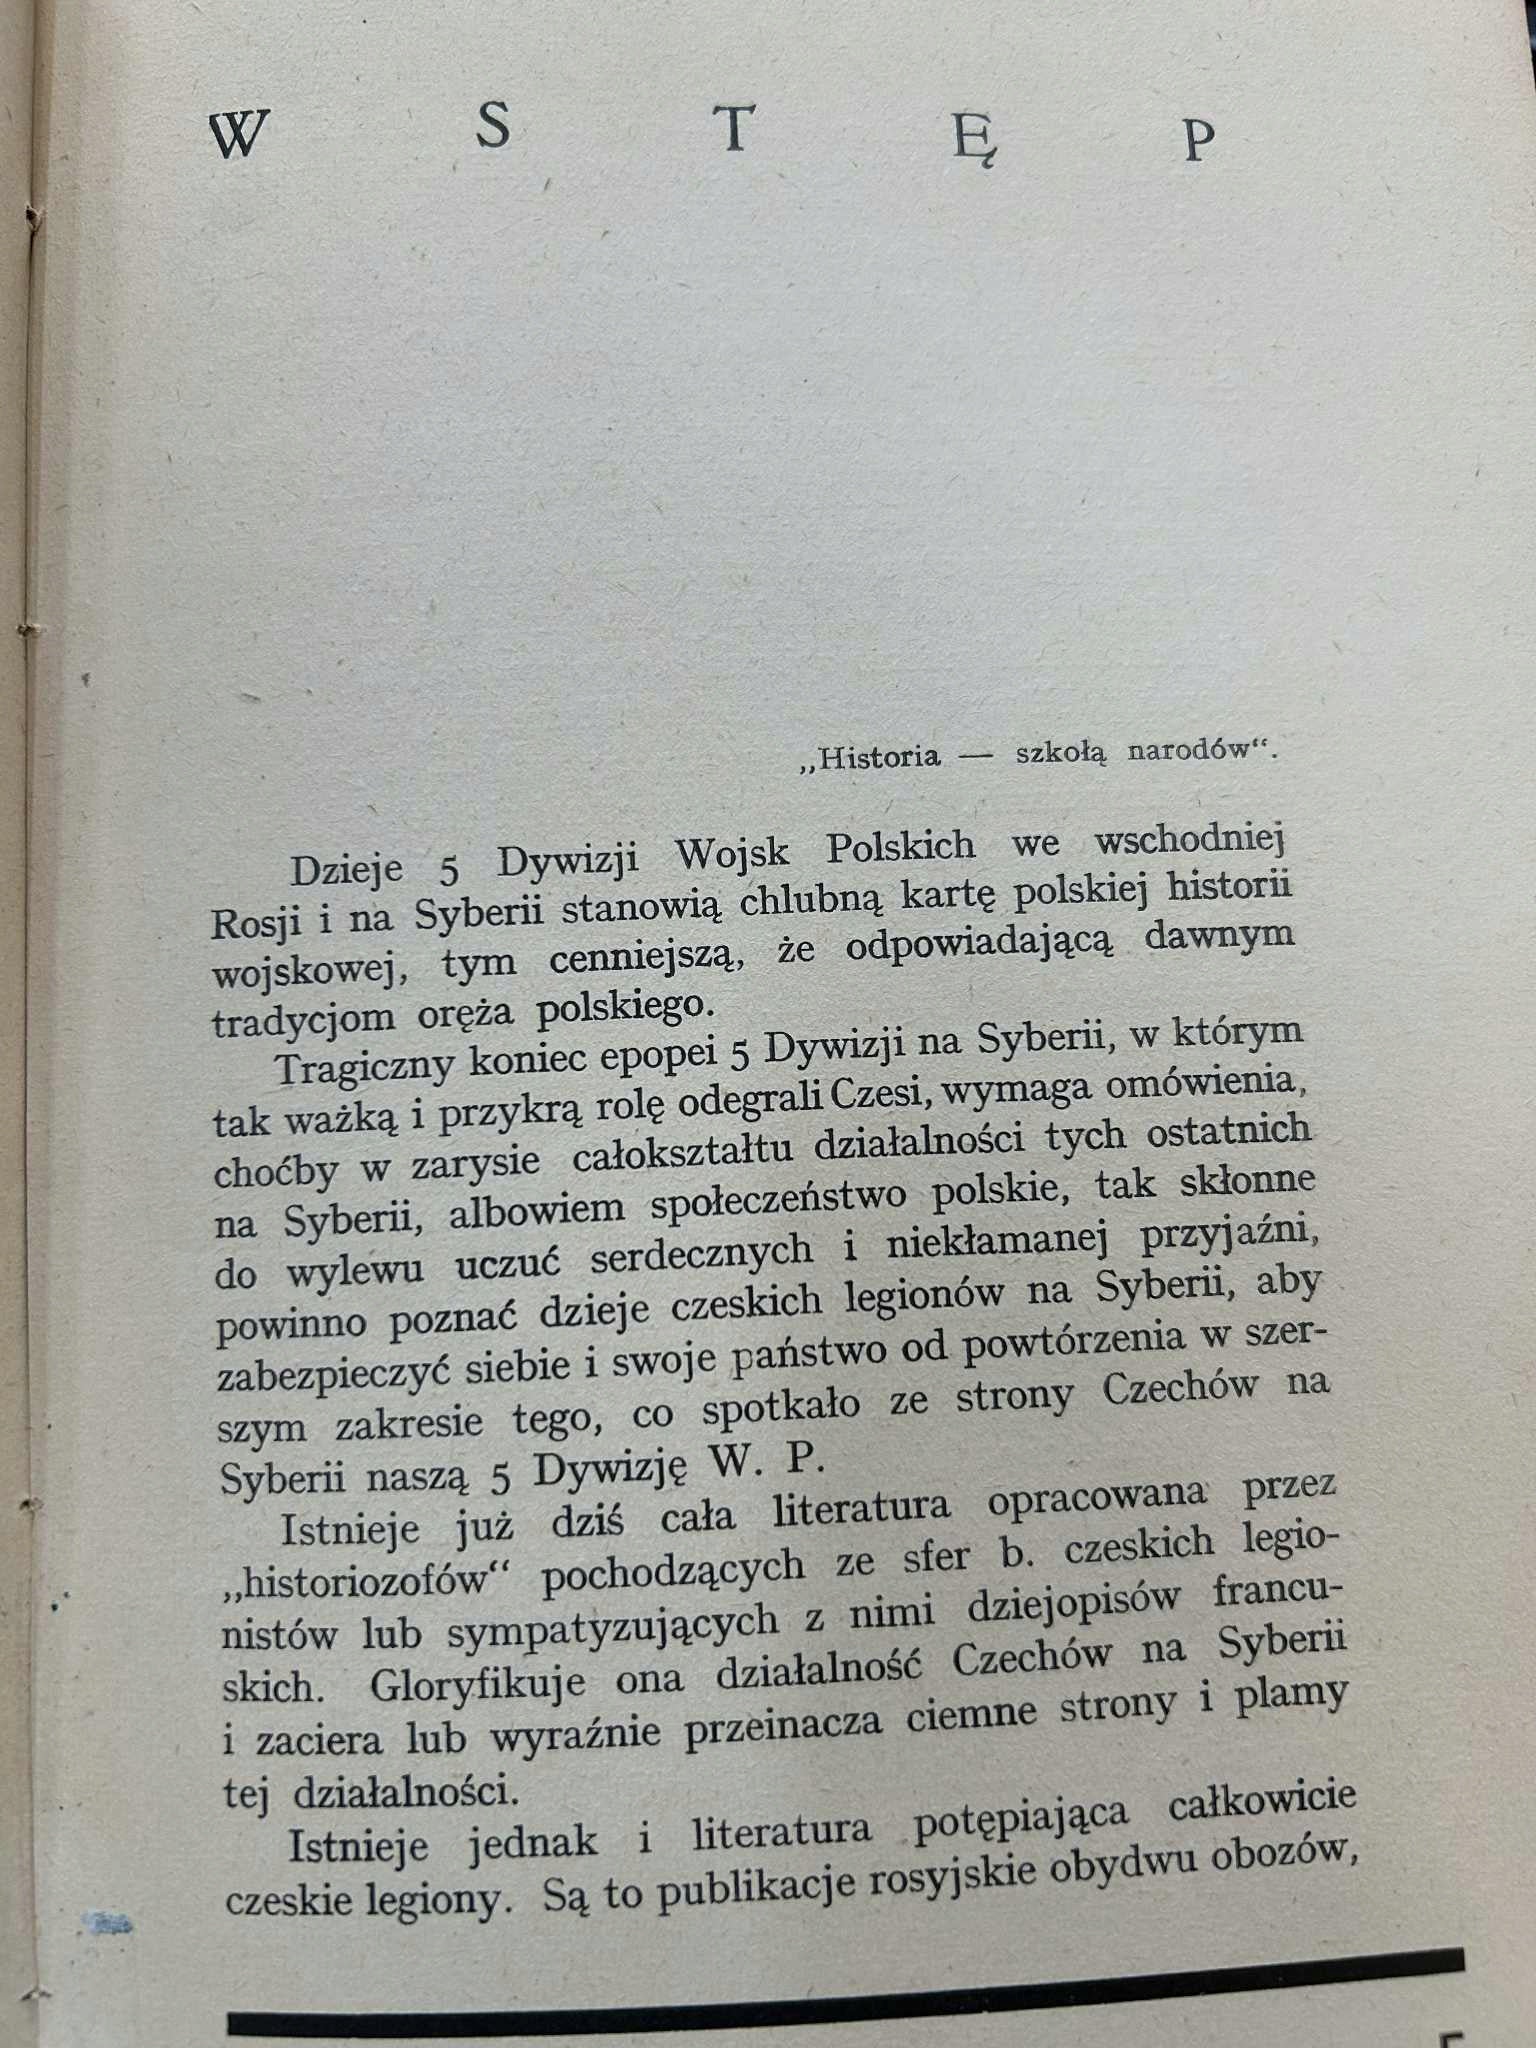 WSTĘP
„Historia — szkołą narodów“.
Dzieje 5 Dywizji Wojsk Polskich we wschodniej
Rosji i na Syberii stanowią chlubną kartę polskiej historii
wojskowej, tym cenniejszą, że odpowiadającą dawnym
tradycjom oręża polskiego.
Tragiczny koniec epopei 5 Dywizji na Syberii, w którym
tak ważką i przykrą rolę odegrali Czesi, wymaga omówienia,
choćby w zarysie całokształtu działalności tych ostatnich
na Syberii, albowiem społeczeństwo polskie, tak skłonne
do wylewu uczuć serdecznych i niekłamanej przyjaźni,
powinno poznać dzieje czeskich legionów na Syberii, aby
zabezpieczyć siebie i swoje państwo od powtórzenia w szer-
szym zakresie tego, co spotkało ze strony Czechów na
Syberii naszą 5 Dywizję W. P.
Istnieje już dziś cała literatura opracowana przez
„historiozofów“ pochodzących ze sfer b. czeskich legio-
nistów lub sympatyzujących z nimi dziejopisów francu-
skich. Gloryfikuje ona działalność Czechów na Syberii
i zaciera lub wyraźnie przeinacza ciemne strony i plamy
tej działalności.
Istnieje jednak i literatura potępiająca całkowicie
czeskie legiony. Są to publikacje rosyjskie obydwu obozów,